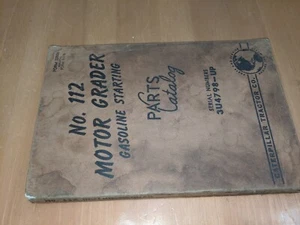 No. 112
MOTOR GRADER
GASOLINE STARTING
PARTS
Catalog
SERIAL NUMBERS
3U4798-UP
CATERPILLAR TRACTOR CO.